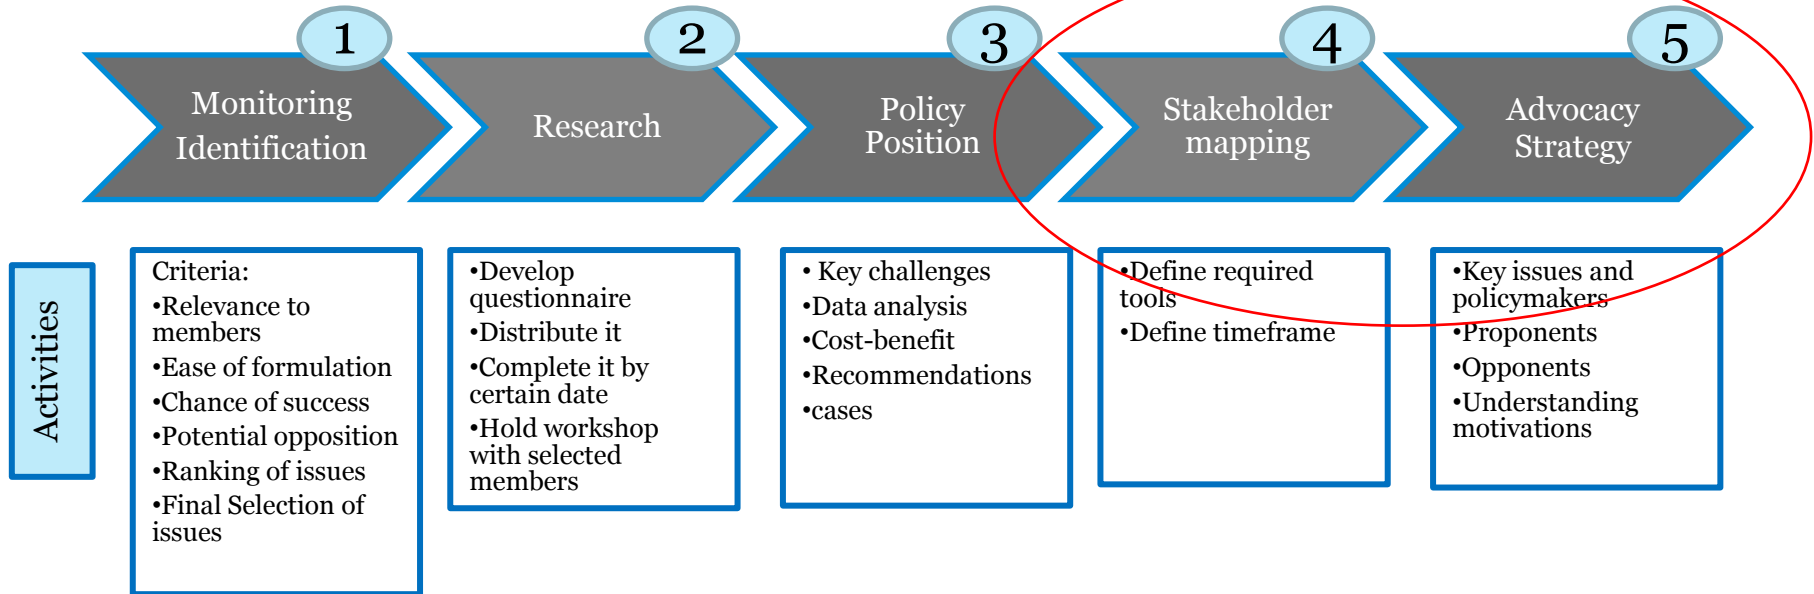 1
Monitoring
Identification
2
Research
3
Policy
Position
4
Stakeholder
mapping
5
Advocacy
Strategy
Activities
Criteria:
•Relevance to
members
•Ease of formulation
•Chance of success
•Potential opposition
•Ranking of issues
•Final Selection of
issues
•Develop
questionnaire
•Distribute it
•Complete it by
certain date
•Hold workshop
with selected
members
• Key challenges
•Data analysis
•Cost-benefit
•Recommendations
•cases
•Define required
tools
•Define timeframe
•Key issues and
policymakers
•Proponents
•Opponents
•Understanding
motivations